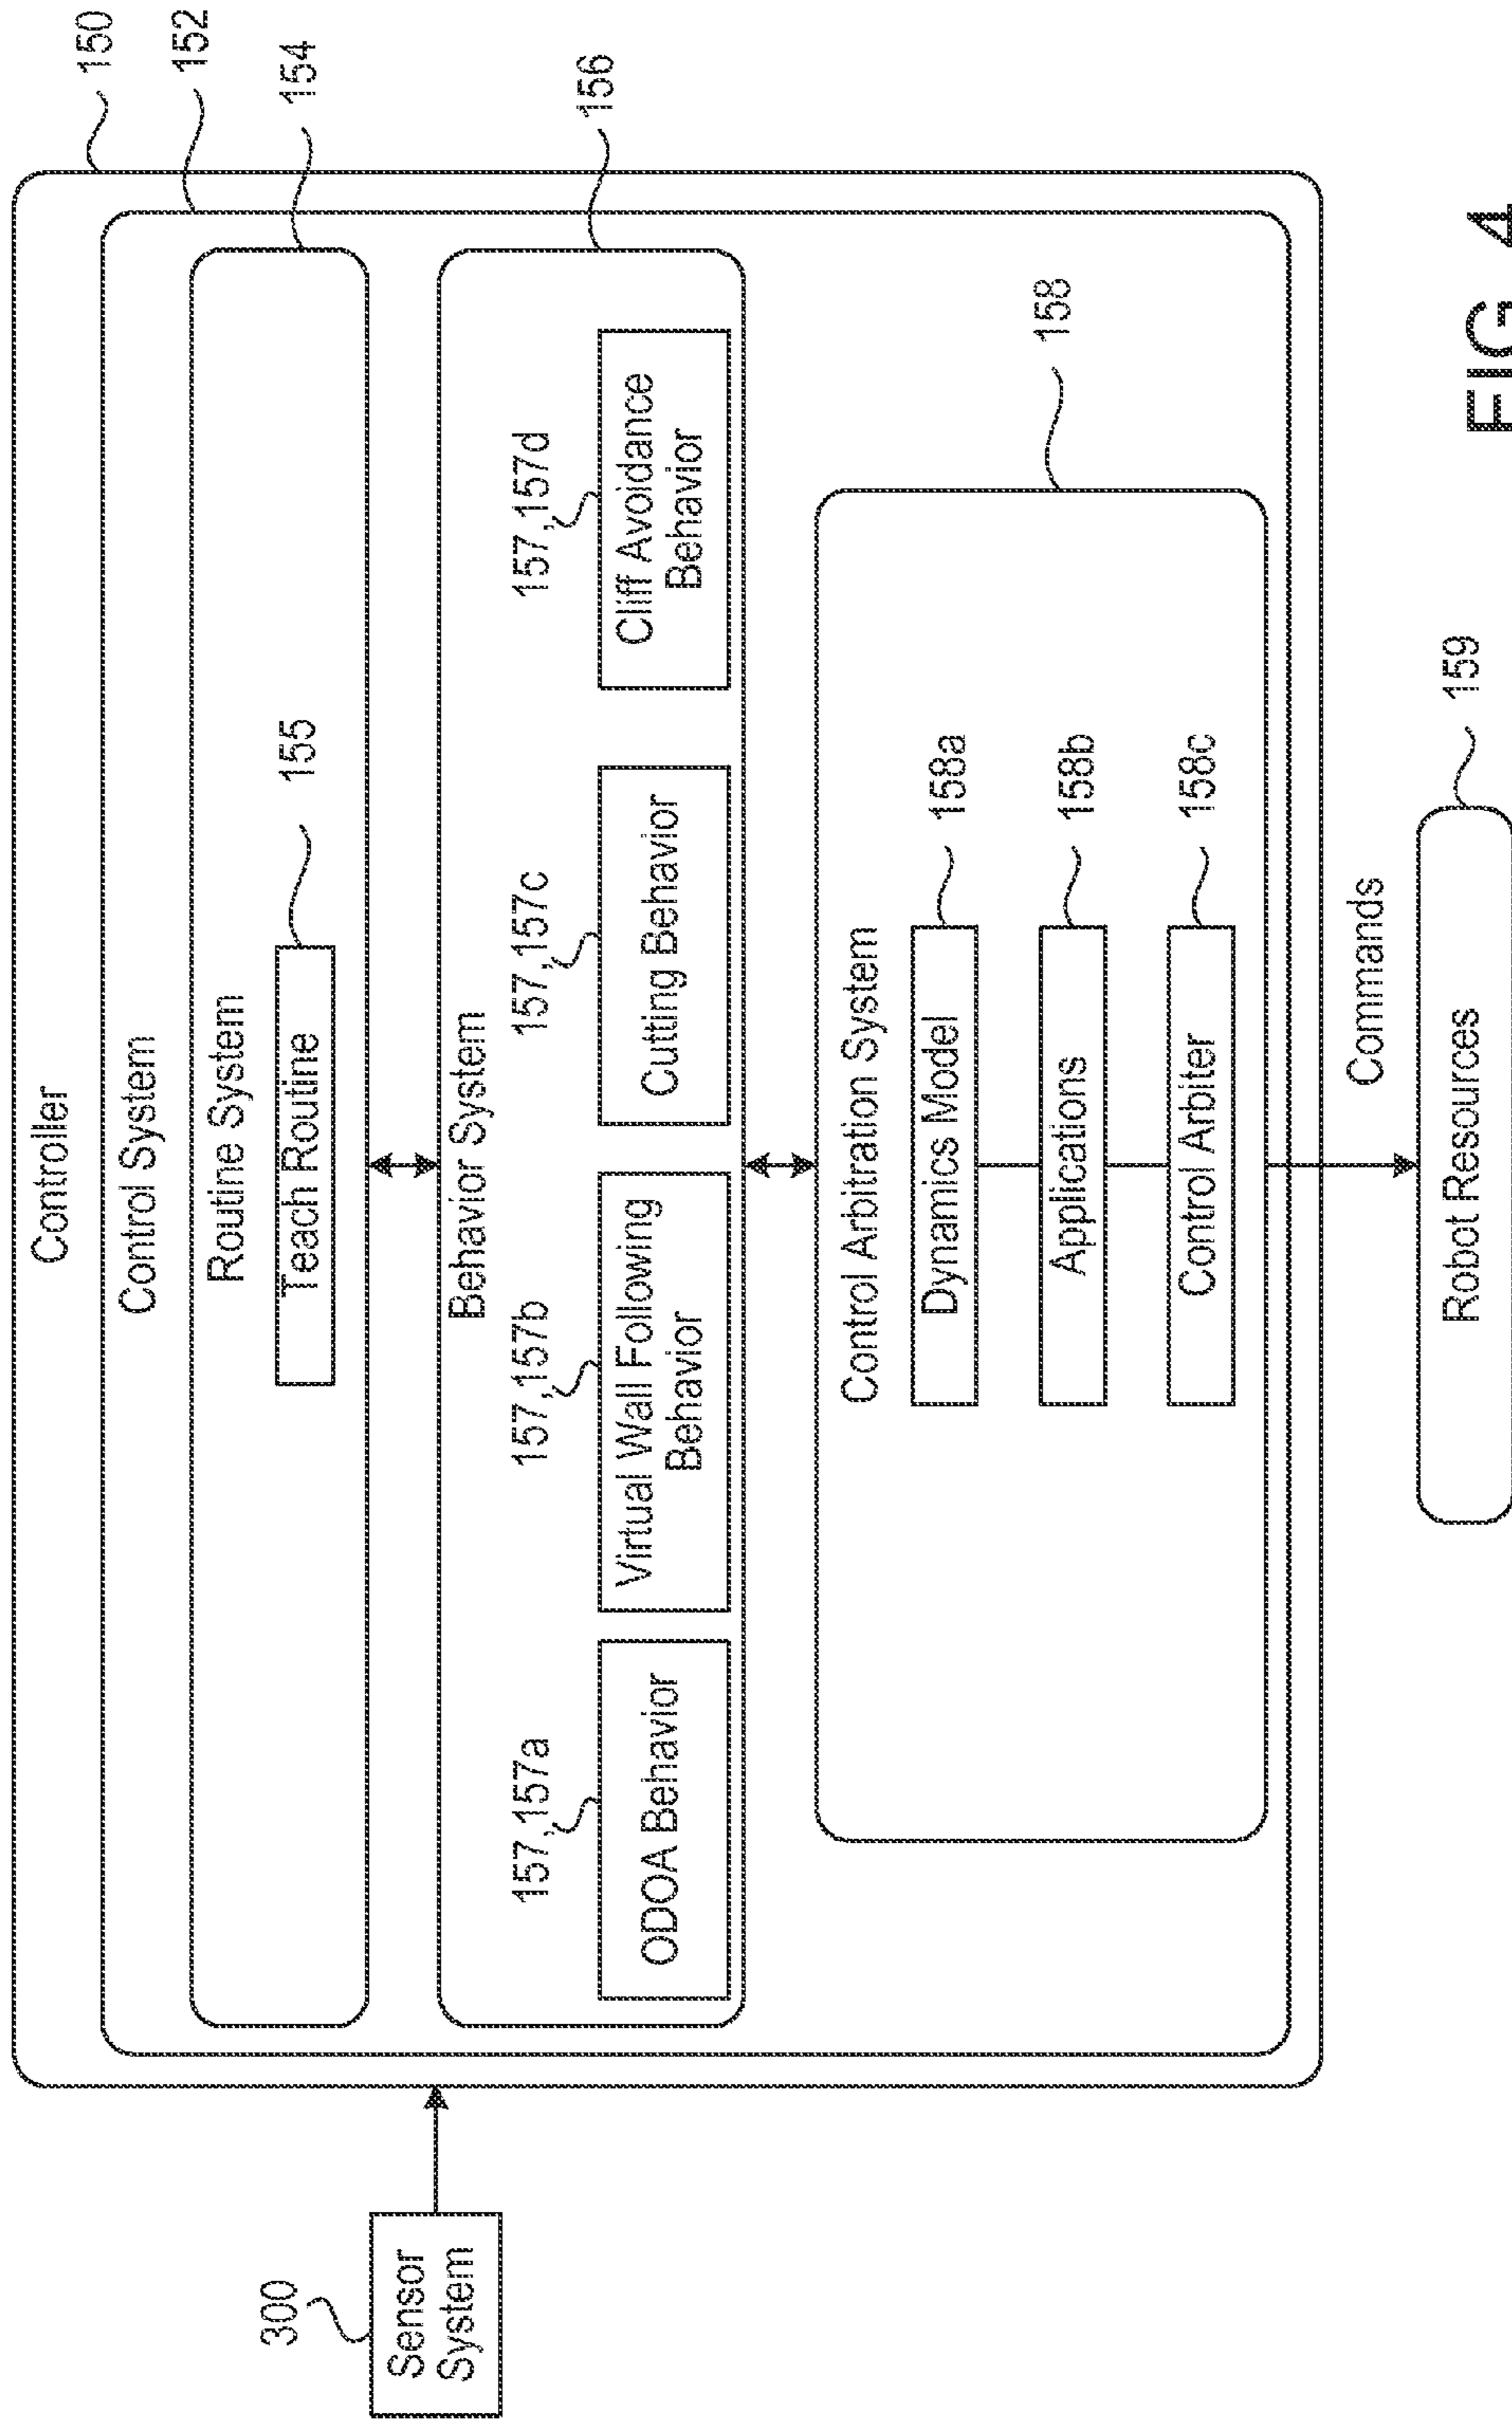 Controller
150
Control System
152
Routine System
154
Teach Routine
155
Behavior System
156
157,157a
157,157b
157,157c
157,157d
ODOA Behavior
Virtual Wall Following
Behavior
Cutting Behavior
Cliff Avoidance
Behavior
300
Sensor
System
Control Arbitration System
158
Dynamics Model
158a
Applications
158b
Control Arbiter
158c
Commands
Robot Resources
159
FIG. 4